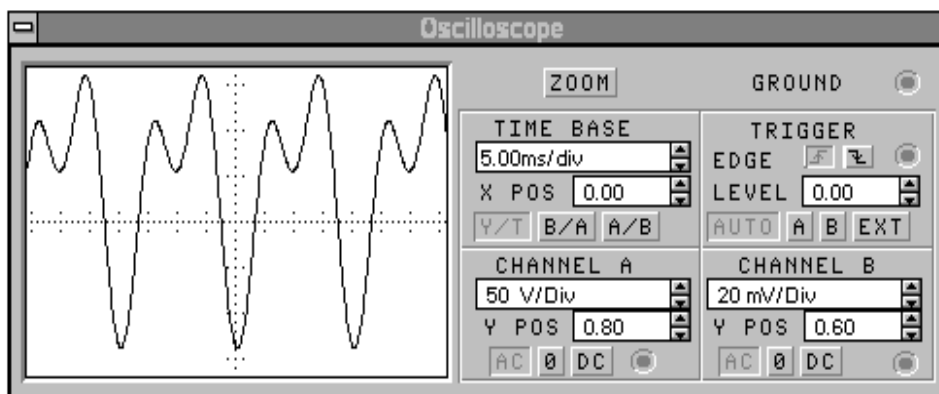 Oscilloscope
ZOOM
GROUND
TIME BASE
5.00ms/div
X POS 0.00
Y/T B/A A/B
TRIGGER
EDGE
LEVEL 0.00
AUTO A B EXT
CHANNEL A
50 V/Div
Y POS 0.80
AC 0 DC
CHANNEL B
20 mV/Div
Y POS 0.60
AC 0 DC